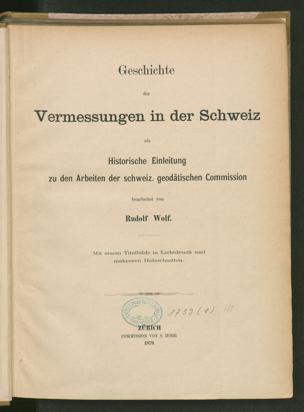 Geschichte
der
Vermessungen in der Schweiz
als
Historische Einleitung
zu den Arbeiten der schweiz. geodätischen Commission
bearbeitet von
Rudolf Wolf.
Mit einem Titelbilde in Lichtdruck und
mehreren Holzschnitten.
ZÜRICH
COMMISSION VON S. HÖHR.
1879.